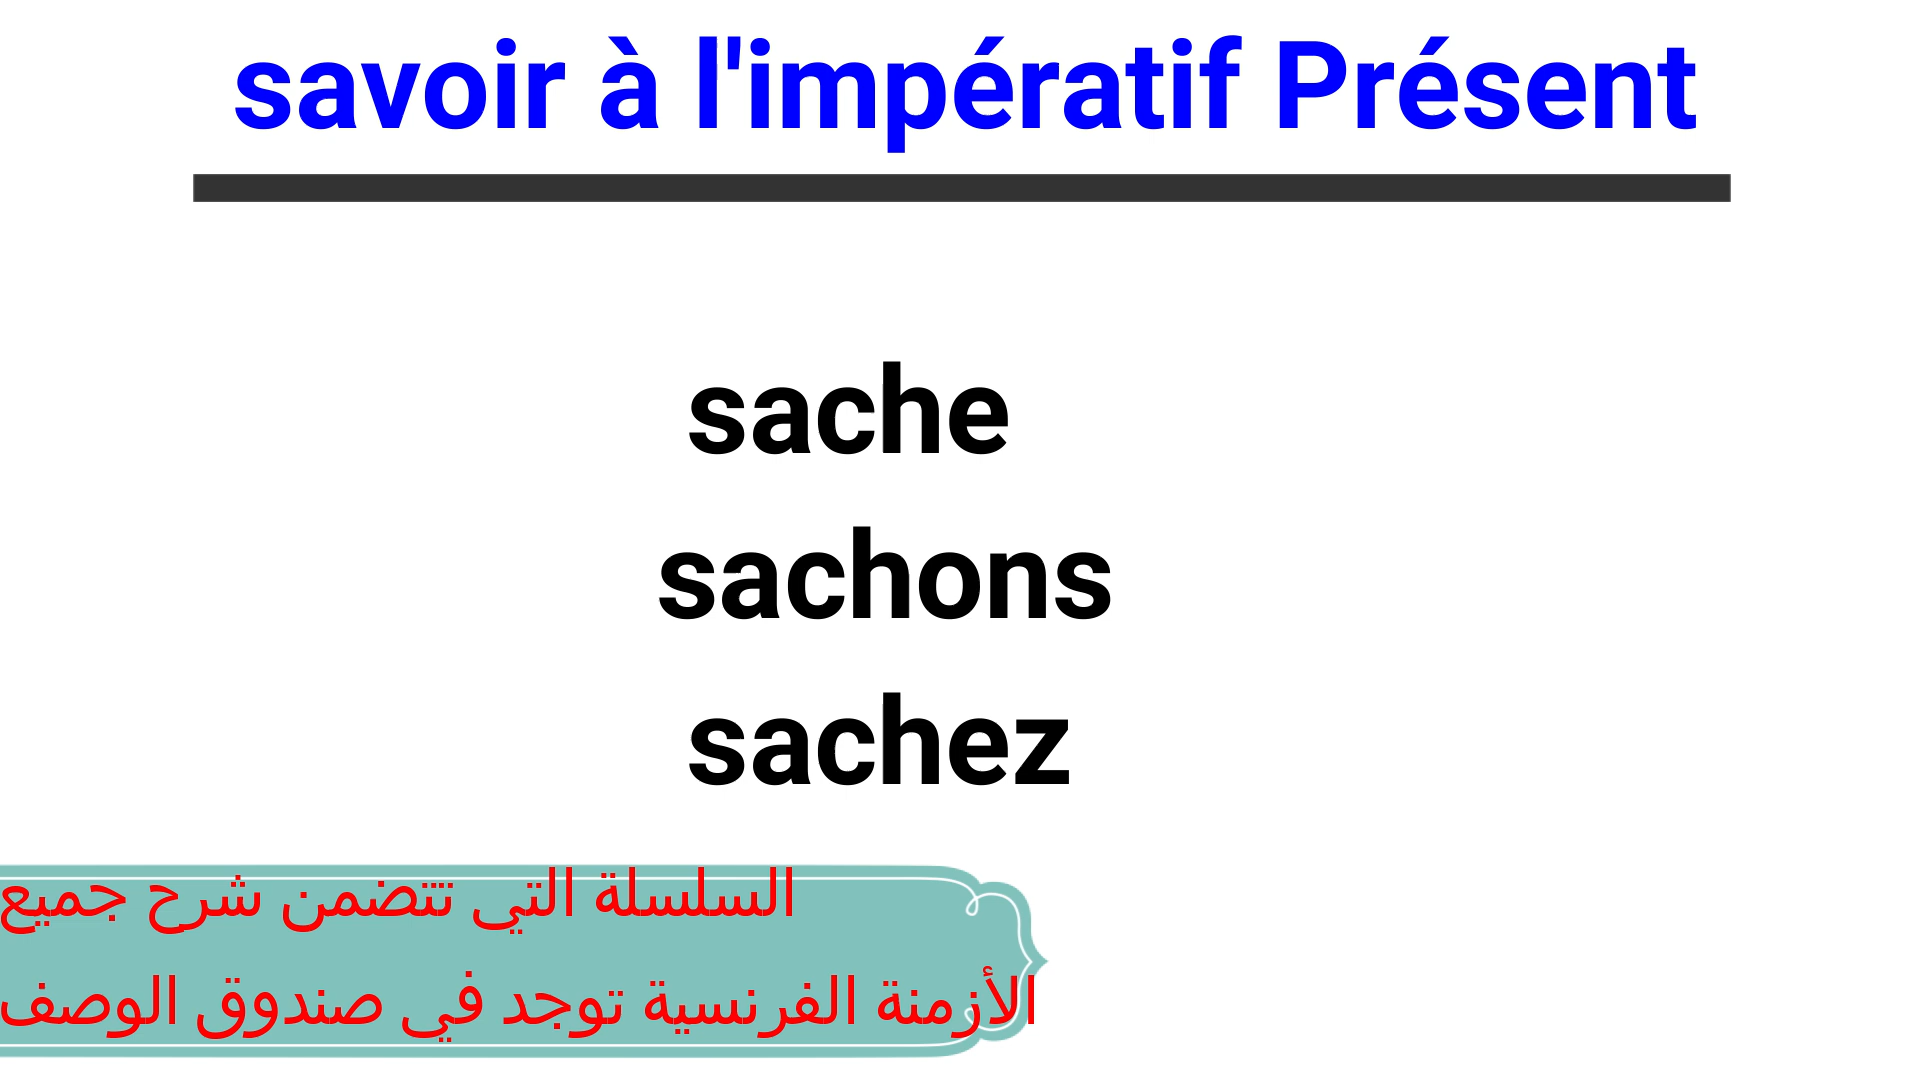 savoir à l'impératif Présent
sache
sachons
sachez
السلسلة التي تتضمن شرح جميع
الأزمنة الفرنسية توجد في صندوق الوصف